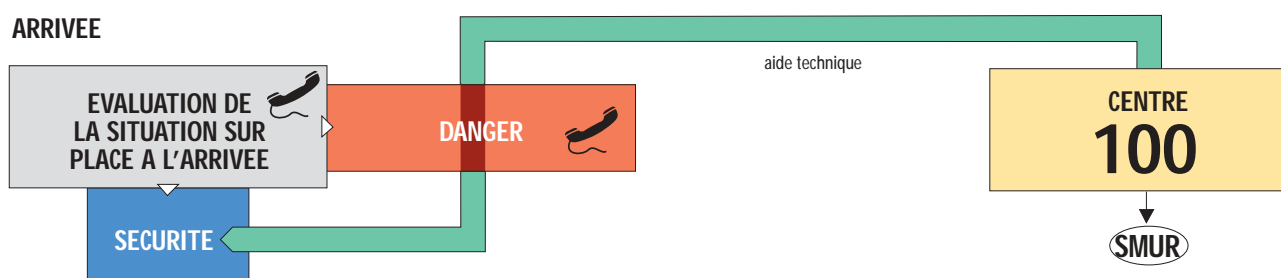 ARRIVEE
aide technique
EVALUATION DE
LA SITUATION SUR
PLACE A L'ARRIVEE
DANGER
CENTRE
100
SECURITE
SMUR